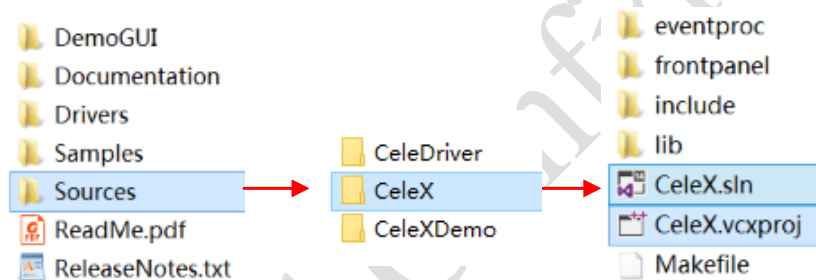 DemoGUI
Documentation
Drivers
Samples
Sources
ReadMe.pdf
ReleaseNotes.txt
CeleDriver
CeleX
CeleXDemo
eventproc
frontpanel
include
lib
CeleX.sln
CeleX.vcxproj
Makefile